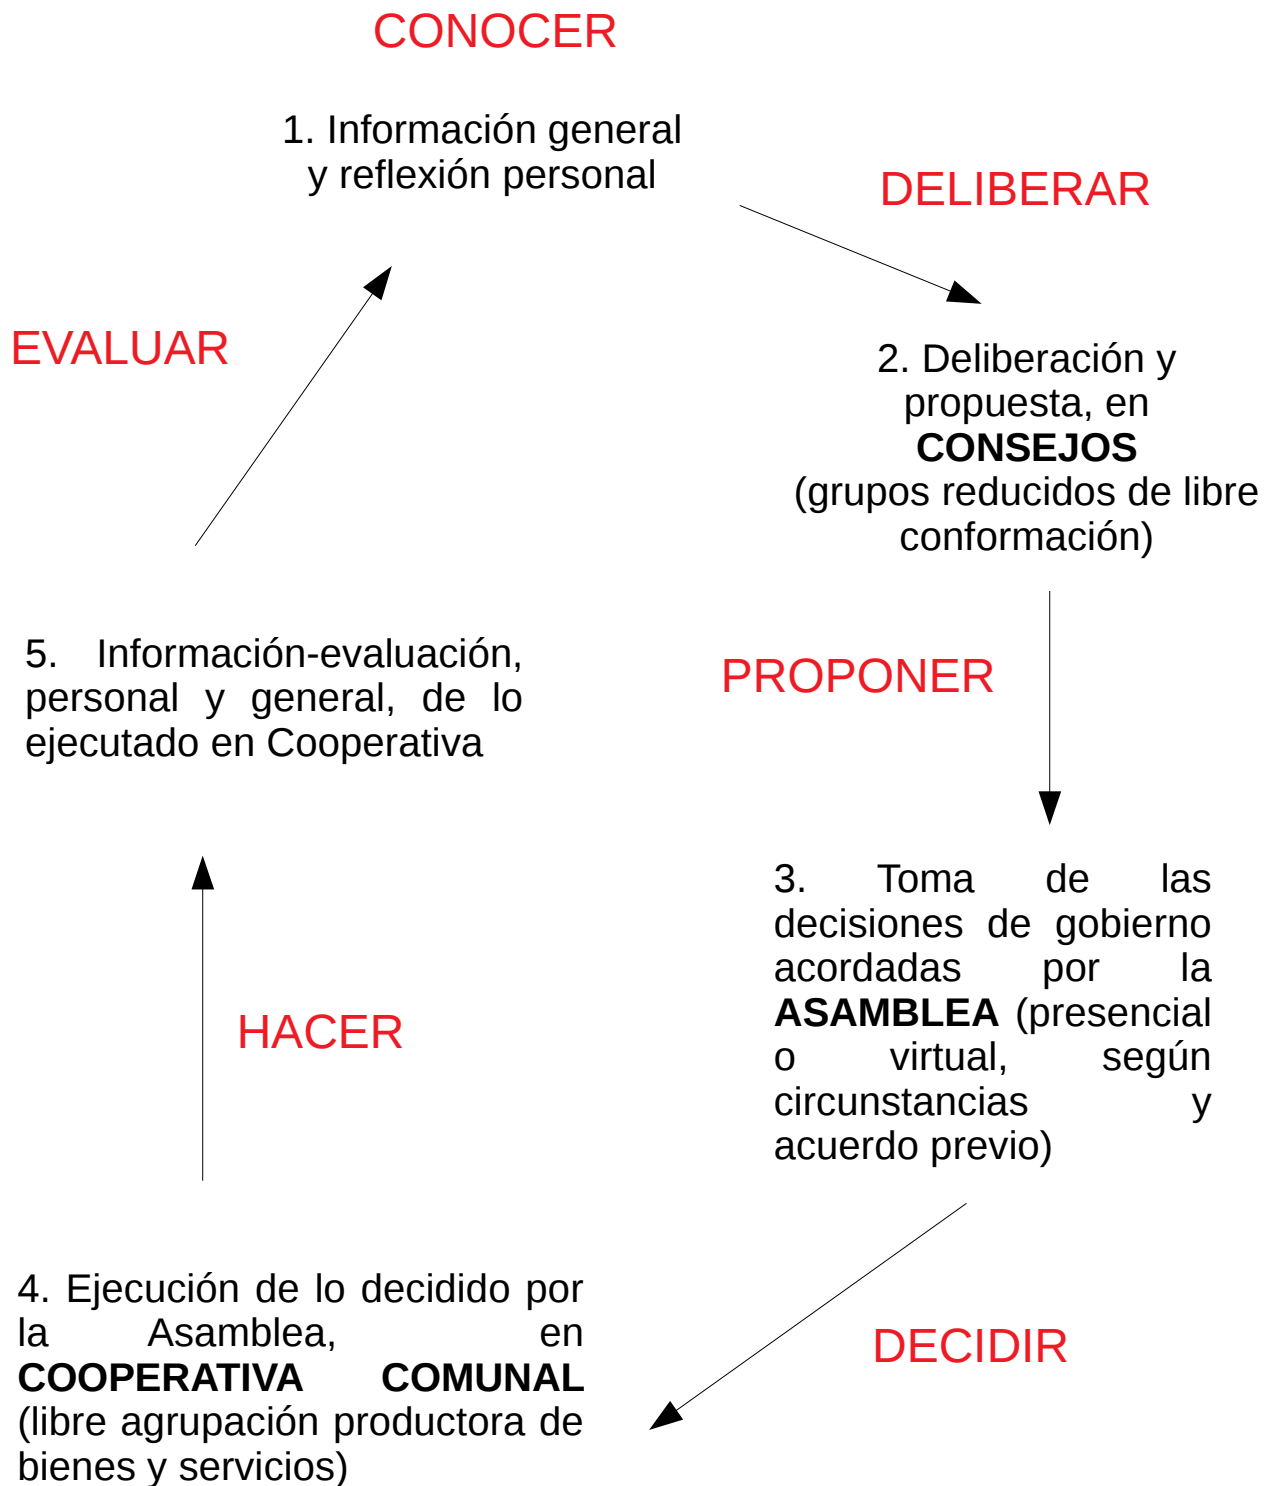 CONOCER
1. Información general
y reflexión personal
DELIBERAR
2. Deliberación y
propuesta, en
CONSEJOS
(grupos reducidos de libre
conformación)
PROPONER
3. Toma de las
decisiones de gobierno
acordadas por la
ASAMBLEA (presencial
o virtual, según
circunstancias y
acuerdo previo)
DECIDIR
4. Ejecución de lo decidido por
la Asamblea, en
COOPERATIVA COMUNAL
(libre agrupación productora de
bienes y servicios)
HACER
5. Información-evaluación,
personal y general, de lo
ejecutado en Cooperativa
EVALUAR